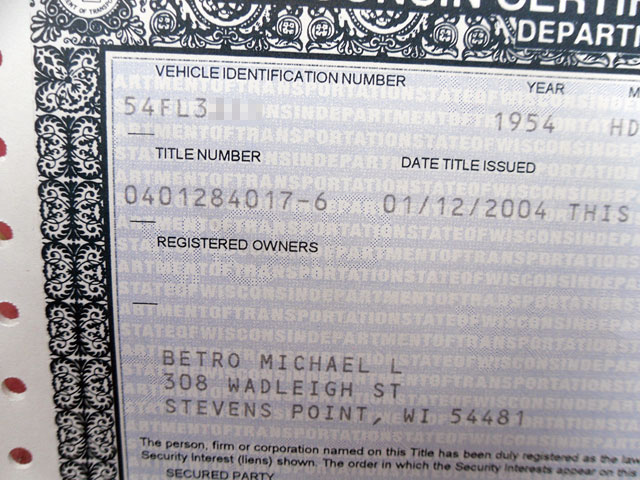 CONSIN CERTIFI
DEPARTM
VEHICLE IDENTIFICATION NUMBER YEAR M
54FL3 1954 HD
TITLE NUMBER DATE TITLE ISSUED
0401284017-6 01/12/2004 THIS
REGISTERED OWNERS
BETRO MICHAEL L
308 WADLEIGH ST
STEVENS POINT, WI 54481
The person, firm or corporation named on this Title has been duly registered as the law
Security Interest (liens) shown. The order in which the Security Interests appear on this
SECURED PARTY